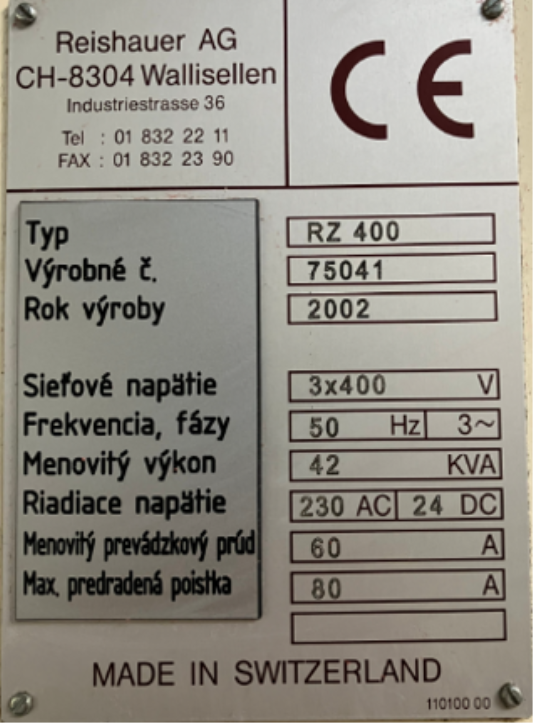 Reishauer AG
CH-8304 Wallisellen
Industriestrasse 36
Tel : 01 832 22 11
FAX : 01 832 23 90
CE
Typ RZ 400
Výrobné č. 75041
Rok výroby 2002
Sieťové napätie 3x400 V
Frekvencia, fázy 50 Hz 3~
Menovitý výkon 42 KVA
Riadiace napätie 230 AC 24 DC
Menovitý prevádzkový prúd 60 A
Max. predradená poistka 80 A
MADE IN SWITZERLAND
110100 00